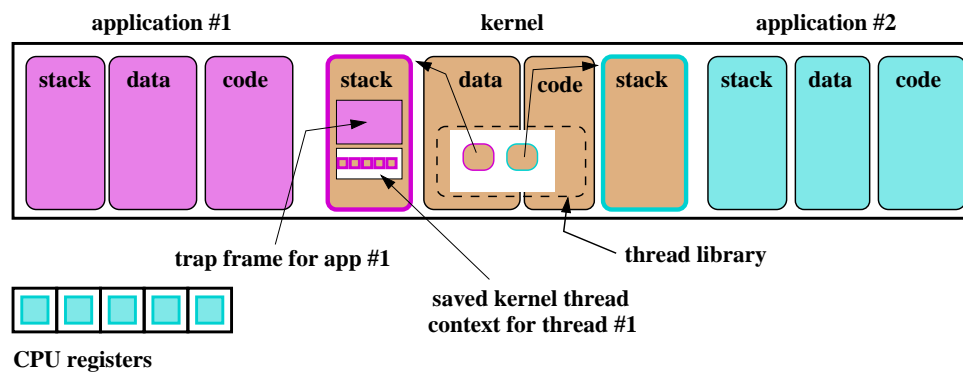 application #1
kernel
application #2
stack
data
code
stack
data
code
stack
stack
data
code
trap frame for app #1
thread library
saved kernel thread
context for thread #1
CPU registers